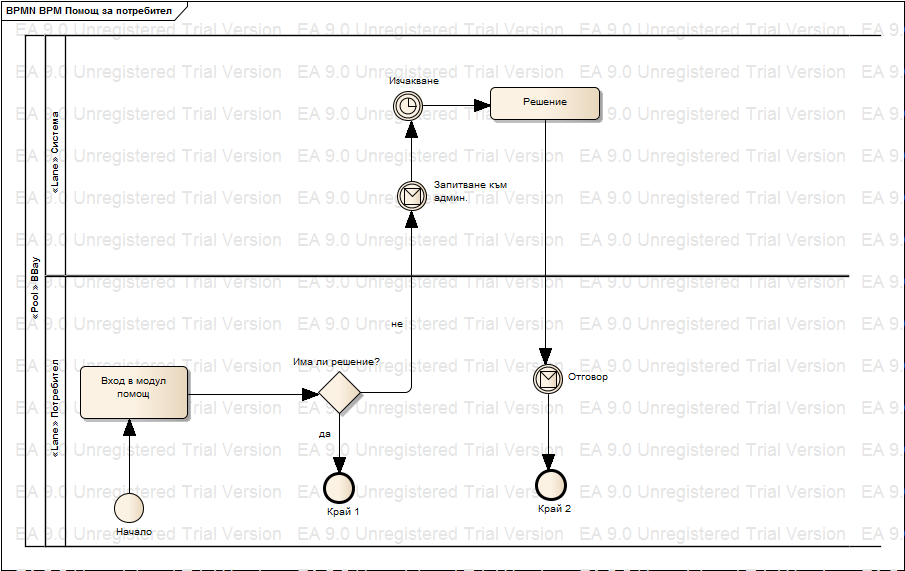 BPMN BPM Помощ за потребител
EA 9.0 Unregistered Trial Version
«Pool» BBay
«Lane» Система
Изчакване
Решение
Запитване към
админ.
«Lane» Потребител
не
Има ли решение?
Вход в модул
помощ
Отговор
да
Край 1
Край 2
Начало